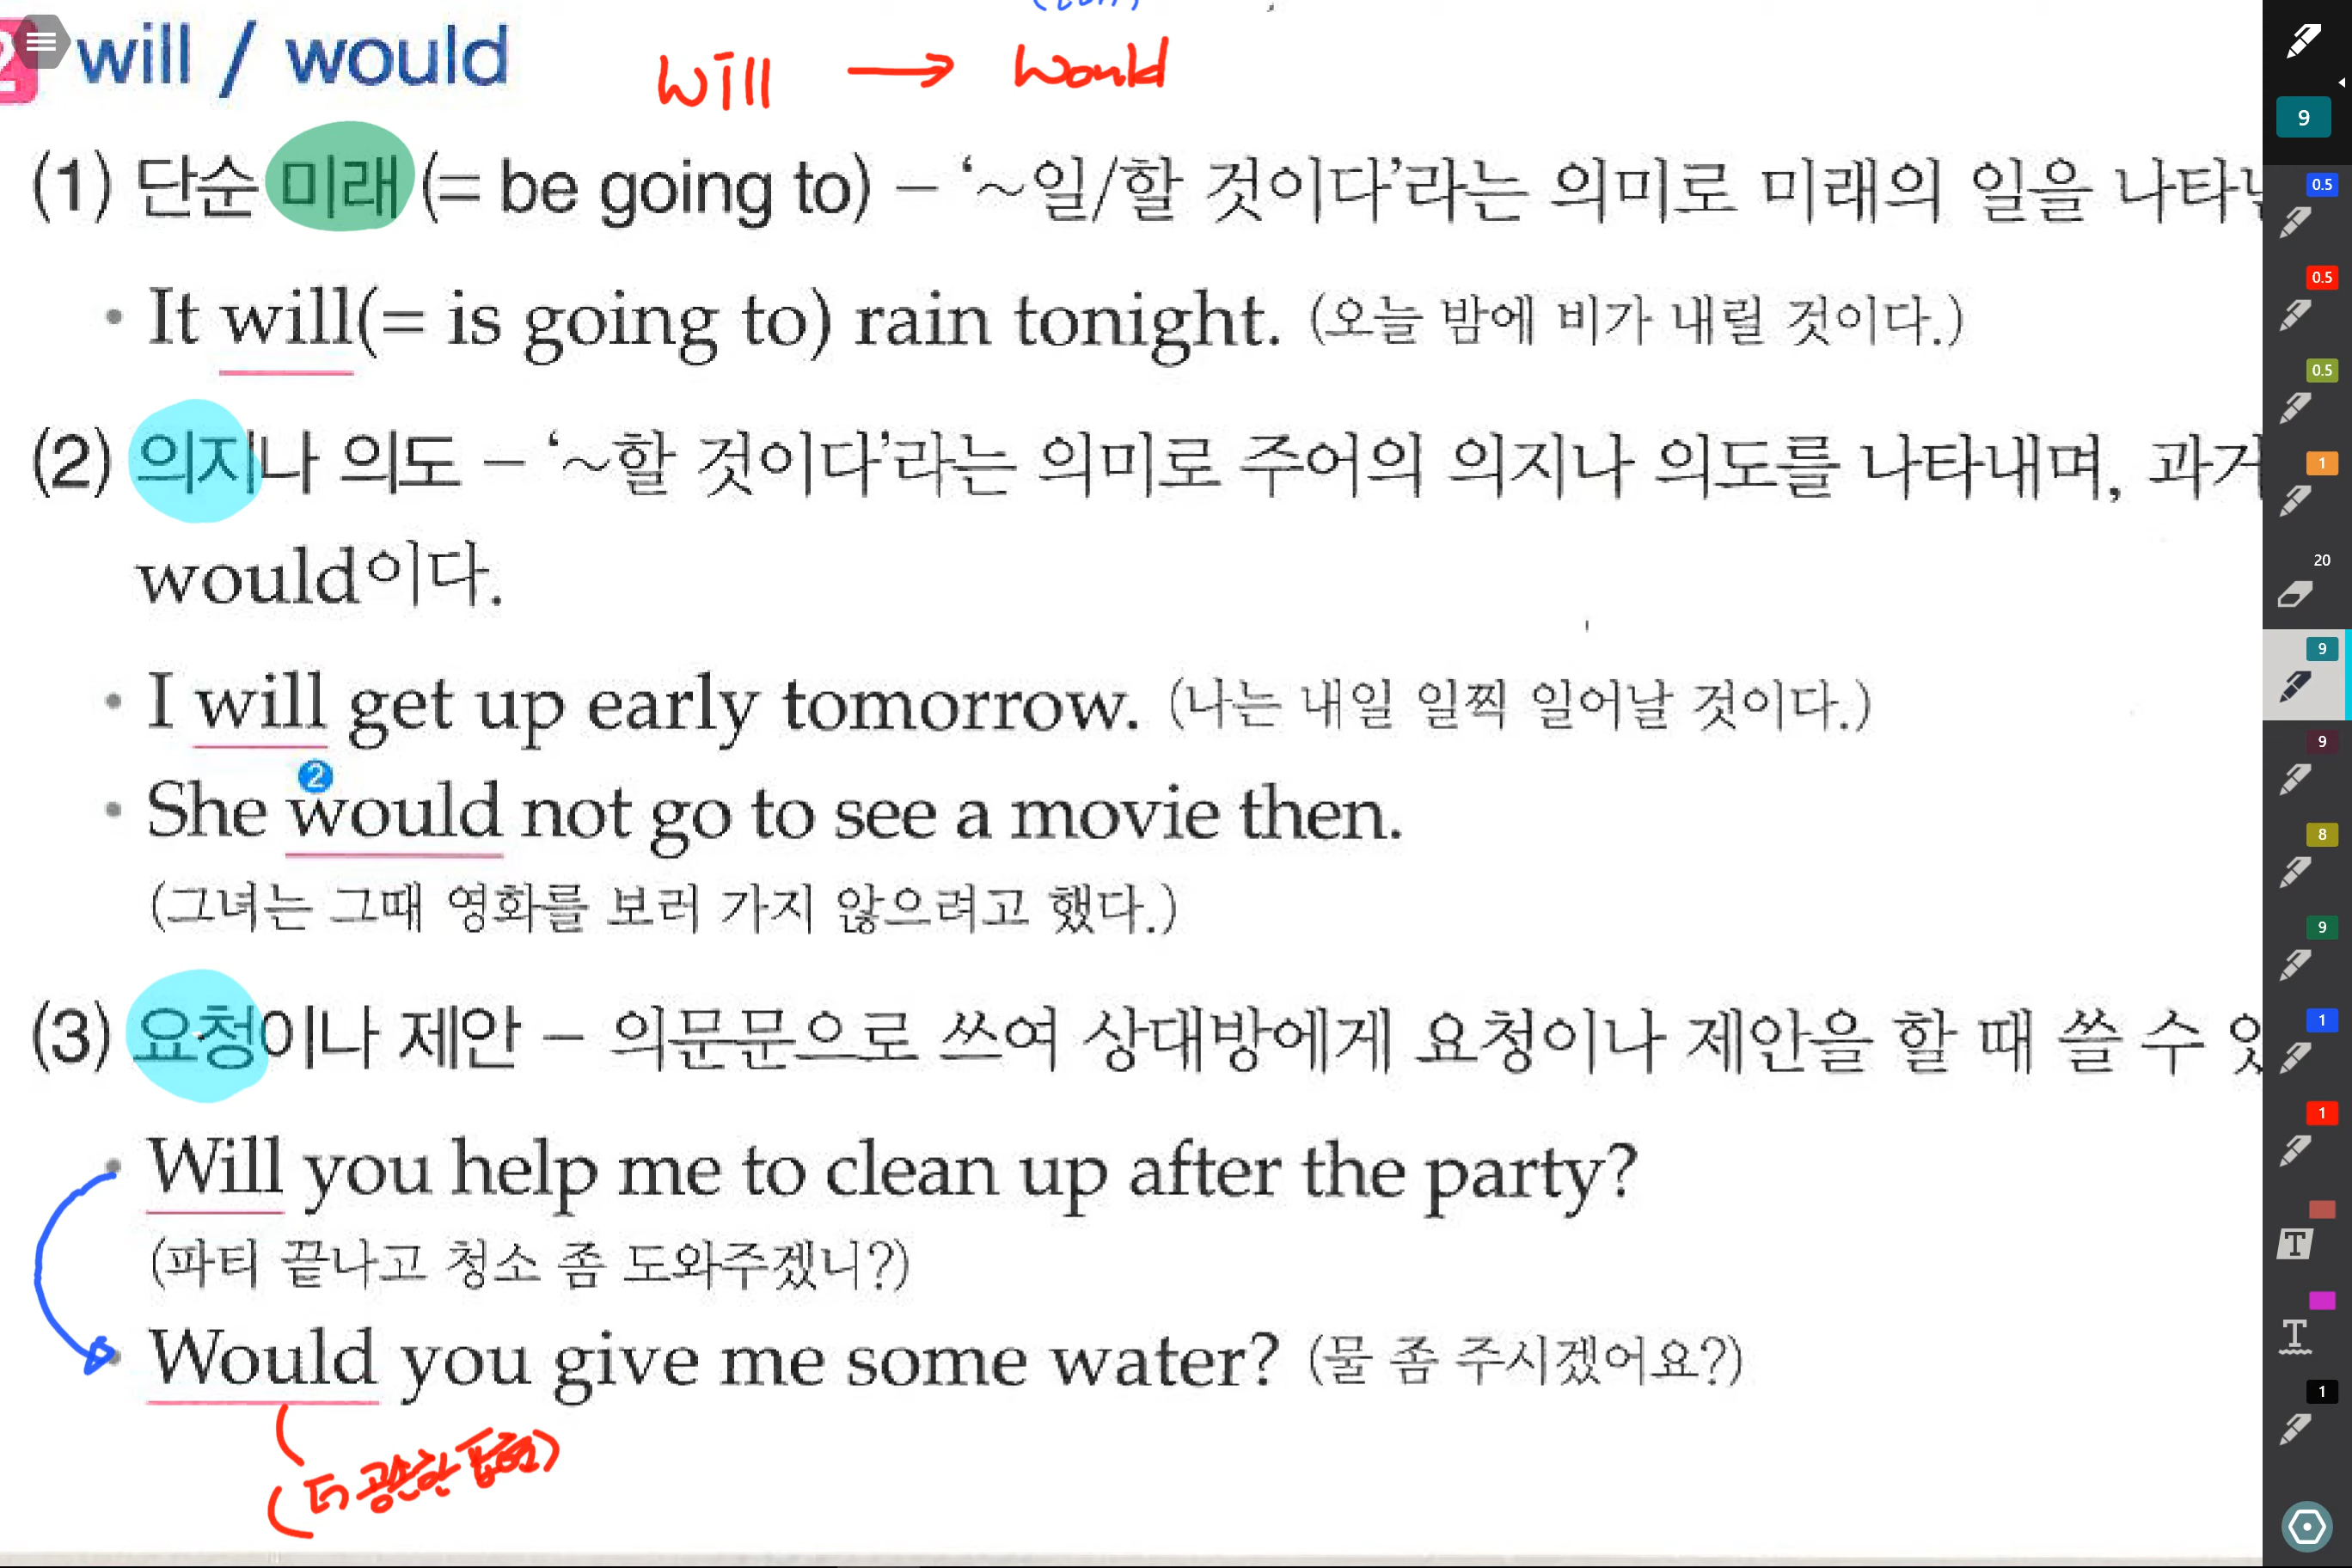 2 will / would
will → would
(1) 단순 미래 (= be going to) – ‘~일/할 것이다’라는 의미로 미래의 일을 나타
• It will(= is going to) rain tonight. (오늘 밤에 비가 내릴 것이다.)
(2) 의지나 의도 – ‘~할 것이다’라는 의미로 주어의 의지나 의도를 나타내며, 과거
would이다.
• I will get up early tomorrow. (나는 내일 일찍 일어날 것이다.)
2
• She would not go to see a movie then.
(그녀는 그때 영화를 보러 가지 않으려고 했다.)
(3) 요청이나 제안 – 의문문으로 쓰여 상대방에게 요청이나 제안을 할 때 쓸 수
• Will you help me to clean up after the party?
(파티 끝나고 청소 좀 도와주겠니?)
• Would you give me some water? (물 좀 주시겠어요?)
(더 공손한 표현)
9
0.5
0.5
0.5
1
20
9
9
8
9
1
1
T
T
1